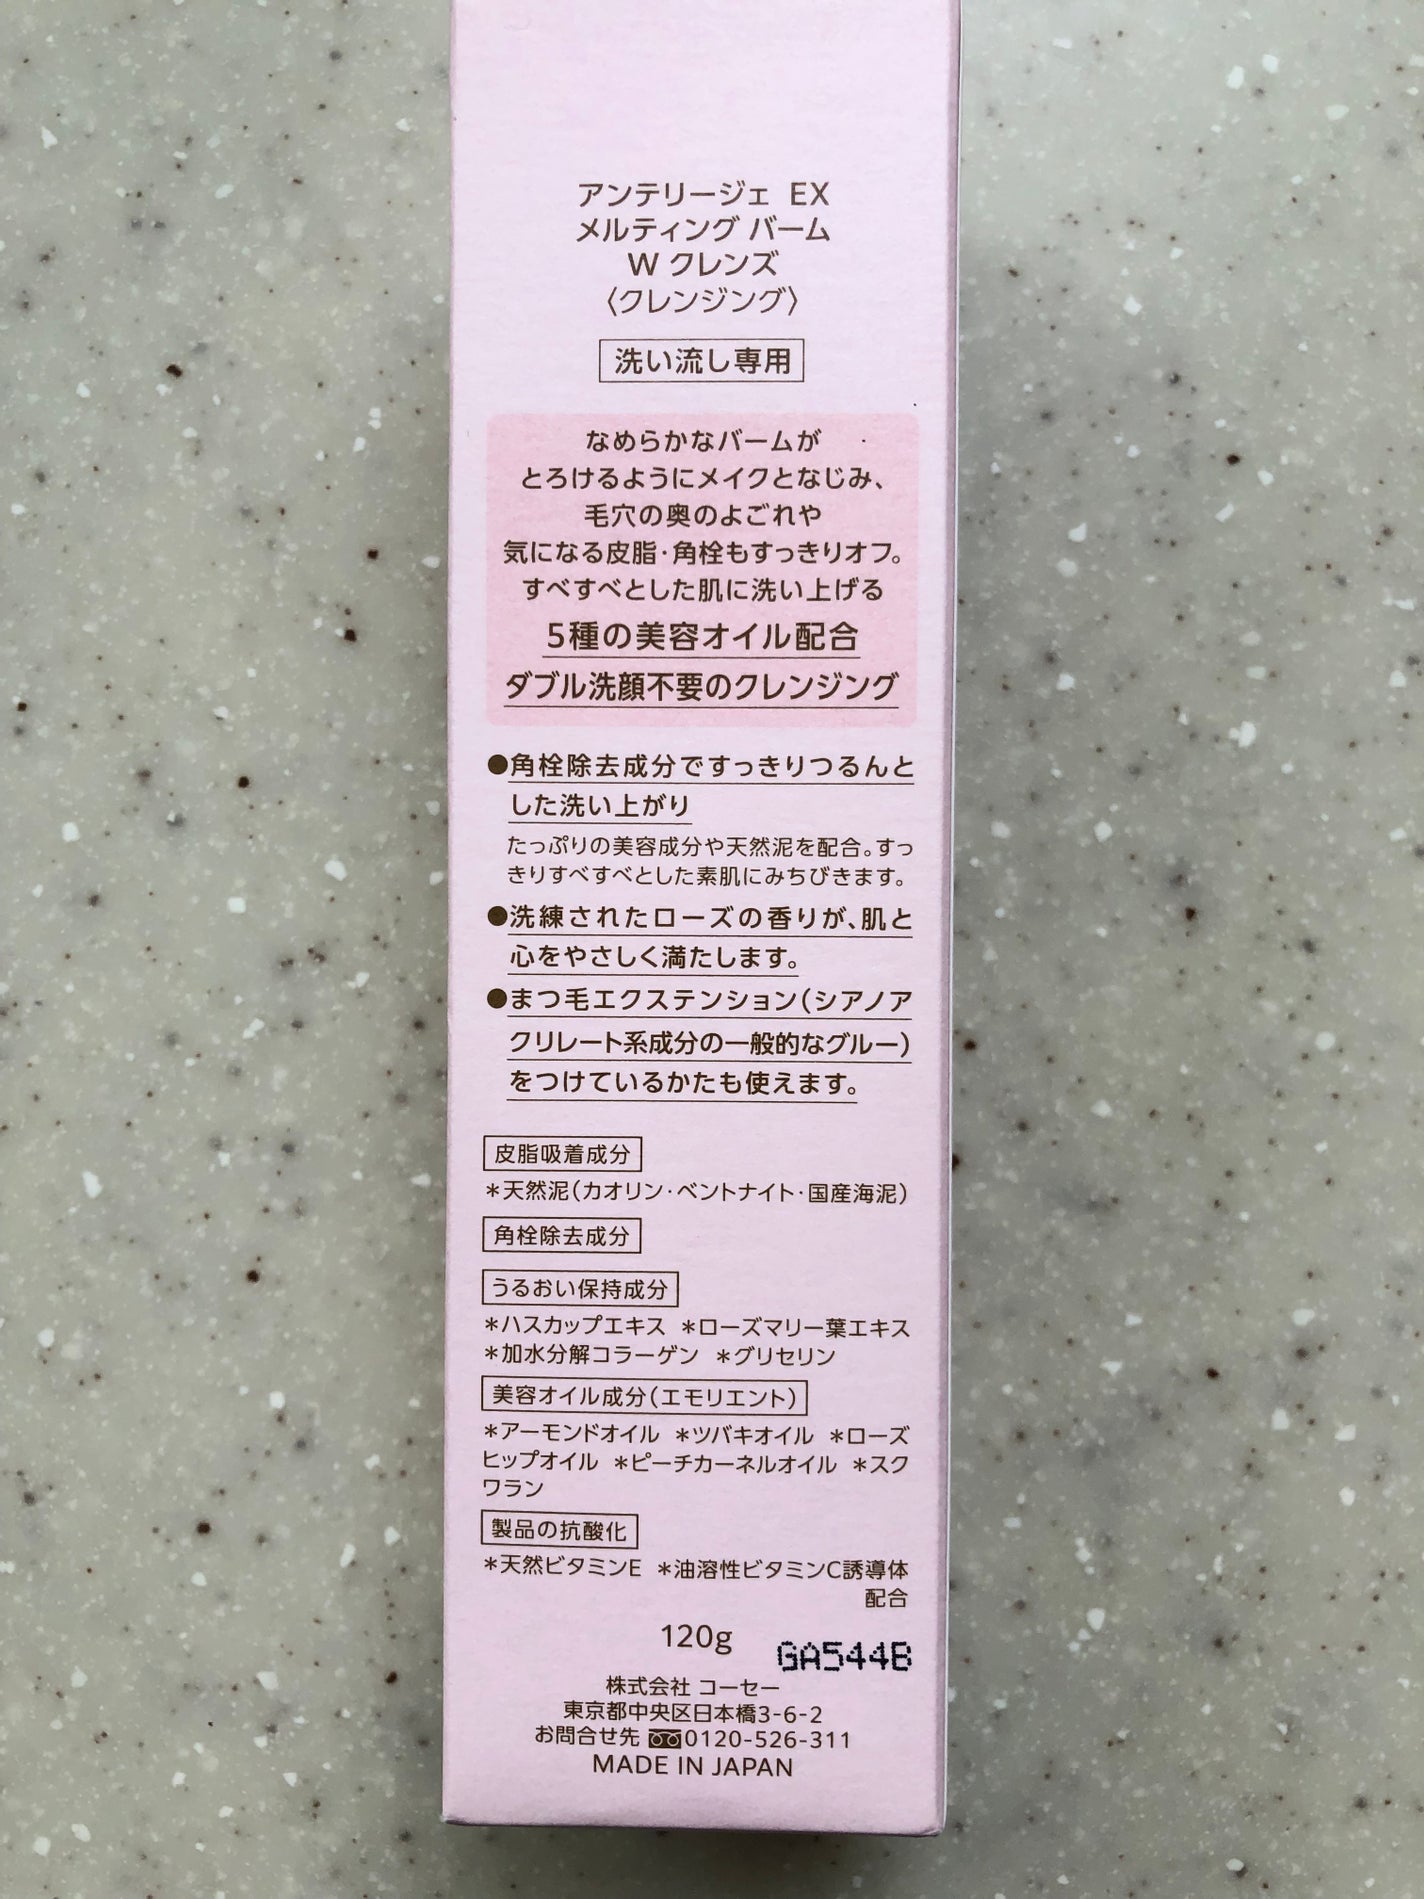 アンテリージェ EX
メルティング バーム
W クレンズ
〈クレンジング〉
洗い流し専用
なめらかなバームが
とろけるようにメイクとなじみ、
毛穴の奥のよごれや
気になる皮脂・角栓もすっきりオフ。
すべすべとした肌に洗い上げる
5種の美容オイル配合
ダブル洗顔不要のクレンジング
●角栓除去成分ですっきりつるんと
した洗い上がり
たっぷりの美容成分や天然泥を配合。すっ
きりすべすべとした素肌にみちびきます。
●洗練されたローズの香りが、肌と
心をやさしく満たします。
●まつ毛エクステンション(シアノア
クリレート系成分の一般的なグルー)
をつけているかたも使えます。
皮脂吸着成分
*天然泥(カオリン・ベントナイト・国産海泥)
角栓除去成分
うるおい保持成分
*ハスカップエキス *ローズマリー葉エキス
*加水分解コラーゲン *グリセリン
美容オイル成分(エモリエント)
*アーモンドオイル *ツバキオイル *ローズ
ヒップオイル *ピーチカーネルオイル *スク
ワラン
製品の抗酸化
*天然ビタミンE *油溶性ビタミンC誘導体
配合
120g
GA544B
株式会社 コーセー
東京都中央区日本橋3-6-2
お問合せ先 0120-526-311
MADE IN JAPAN